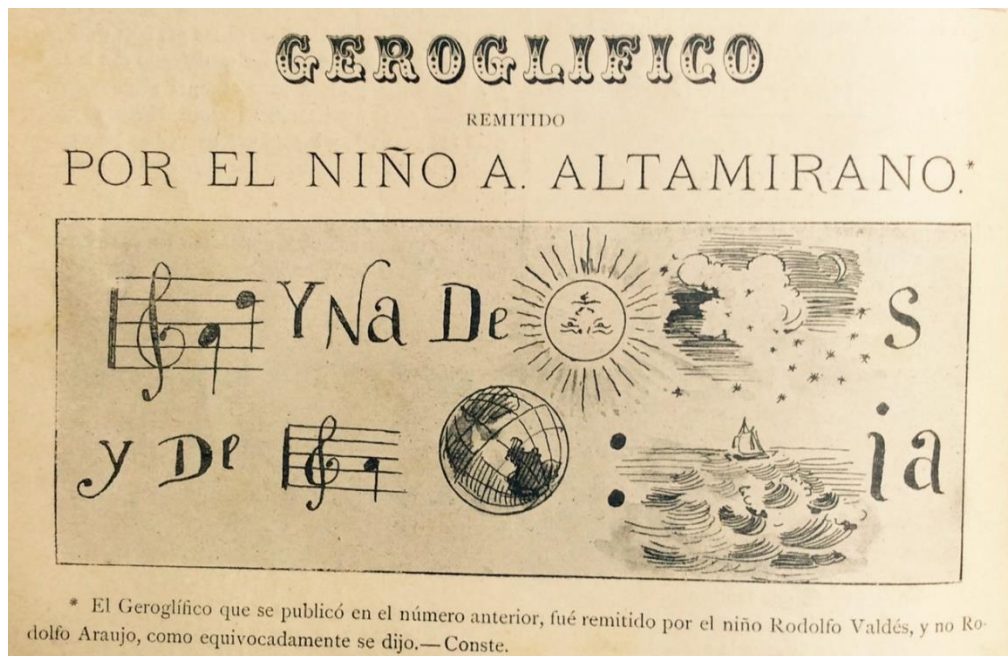 GEROGLIFICO
REMITIDO
POR EL NIÑO A. ALTAMIRANO.*
Y Na De s
y De : ia
* El Geroglífico que se publicó en el número anterior, fué remitido por el niño Rodolfo Valdés, y no Ro-
dolfo Araujo, como equivocadamente se dijo.—Conste.